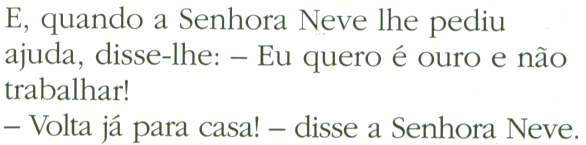 E, quando a Senhora Neve lhe pediu
ajuda, disse-lhe: – Eu quero é ouro e não
trabalhar!
– Volta já para casa! – disse a Senhora Neve.